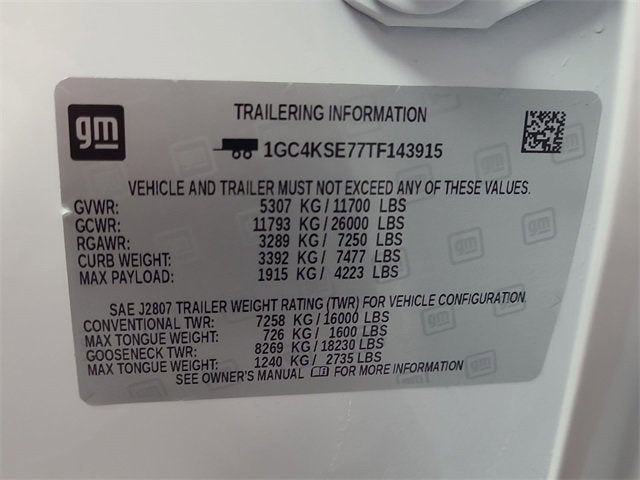 gm
TRAILERING INFORMATION
1GC4KSE77TF143915
VEHICLE AND TRAILER MUST NOT EXCEED ANY OF THESE VALUES.
GVWR: 5307 KG / 11700 LBS
GCWR: 11793 KG / 26000 LBS
RGAWR: 3289 KG / 7250 LBS
CURB WEIGHT: 3392 KG / 7477 LBS
MAX PAYLOAD: 1915 KG / 4223 LBS
SAE J2807 TRAILER WEIGHT RATING (TWR) FOR VEHICLE CONFIGURATION.
CONVENTIONAL TWR: 7258 KG / 16000 LBS
MAX TONGUE WEIGHT: 726 KG / 1600 LBS
GOOSENECK TWR: 8269 KG / 18230 LBS
MAX TONGUE WEIGHT: 1240 KG / 2735 LBS
SEE OWNER'S MANUAL FOR MORE INFORMATION